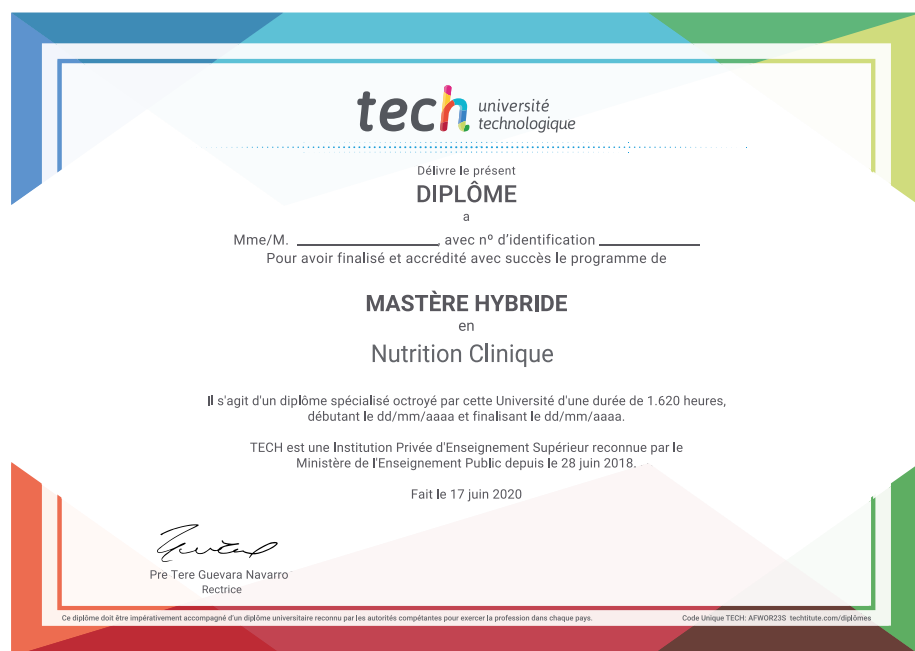 tech université
technologique
Délivre le présent
DIPLÔME
a
Mme/M. ____________________, avec nº d'identification ______________
Pour avoir finalisé et accrédité avec succès le programme de
MASTÈRE HYBRIDE
en
Nutrition Clinique
Il s'agit d'un diplôme spécialisé octroyé par cette Université d'une durée de 1.620 heures,
débutant le dd/mm/aaaa et finalisant le dd/mm/aaaa.
TECH est une Institution Privée d'Enseignement Supérieur reconnue par le
Ministère de l'Enseignement Public depuis le 28 juin 2018.
Fait le 17 juin 2020
Pre Tere Guevara Navarro
Rectrice
Ce diplôme doit être impérativement accompagné d'un diplôme universitaire reconnu par les autorités compétantes pour exercer la profession dans chaque pays. Code Unique TECH: AFWOR23S techtitute.com/diplômes